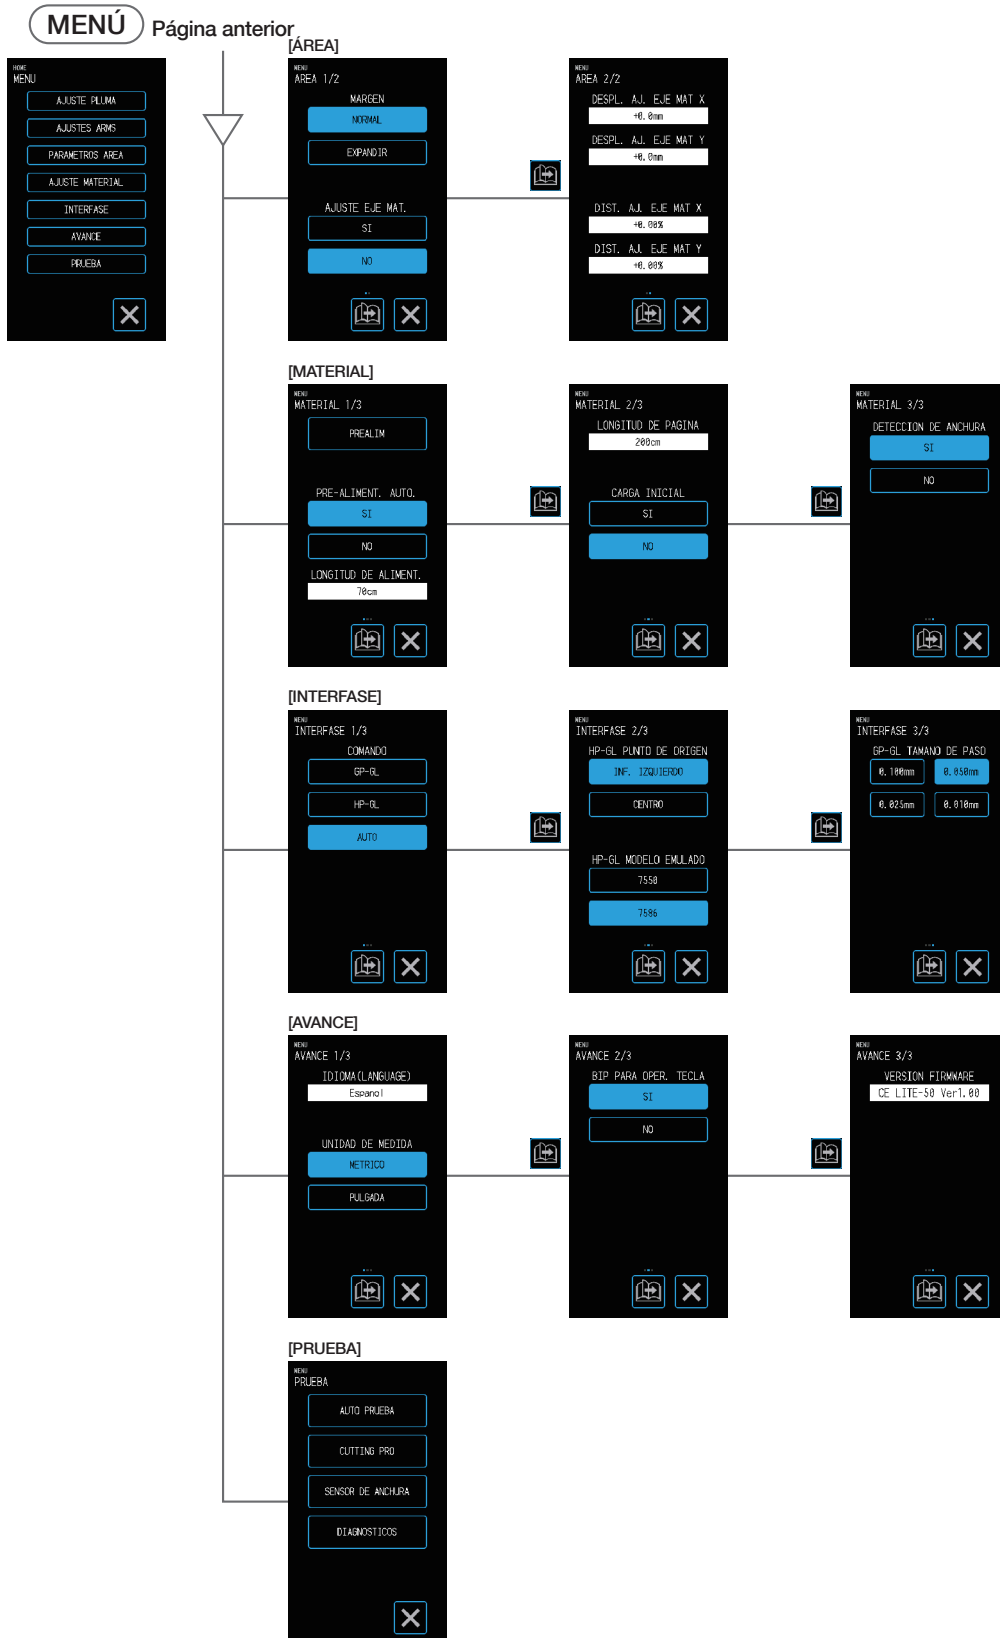 MENÚ Página anterior
HOME
MENU
AJUSTE PLUMA
AJUSTES ARMS
PARAMETROS AREA
AJUSTE MATERIAL
INTERFASE
AVANCE
PRUEBA
[ÁREA]
MENU
AREA 1/2
MARGEN
NORMAL
EXPANDIR
AJUSTE EJE MAT.
SI
NO
MENU
AREA 2/2
DESPL. AJ. EJE MAT X
+0.0mm
DESPL. AJ. EJE MAT Y
+0.0mm
DIST. AJ. EJE MAT X
+0.00%
DIST. AJ. EJE MAT Y
+0.00%
[MATERIAL]
MENU
MATERIAL 1/3
PREALIM
PRE-ALIMENT. AUTO.
SI
NO
LONGITUD DE ALIMENT.
70cm
MENU
MATERIAL 2/3
LONGITUD DE PAGINA
200cm
CARGA INICIAL
SI
NO
MENU
MATERIAL 3/3
DETECCION DE ANCHURA
SI
NO
[INTERFASE]
MENU
INTERFASE 1/3
COMANDO
GP-GL
HP-GL
AUTO
MENU
INTERFASE 2/3
HP-GL PUNTO DE ORIGEN
INF. IZQUIERDO
CENTRO
HP-GL MODELO EMULADO
7550
7586
MENU
INTERFASE 3/3
GP-GL TAMANO DE PASO
0.100mm 0.050mm
0.025mm 0.010mm
[AVANCE]
MENU
AVANCE 1/3
IDIOMA(LANGUAGE)
Espanol
UNIDAD DE MEDIDA
METRICO
PULGADA
MENU
AVANCE 2/3
BIP PARA OPER. TECLA
SI
NO
MENU
AVANCE 3/3
VERSION FIRMWARE
CE LITE-50 Ver1.00
[PRUEBA]
MENU
PRUEBA
AUTO PRUEBA
CUTTING PRO
SENSOR DE ANCHURA
DIAGNOSTICOS